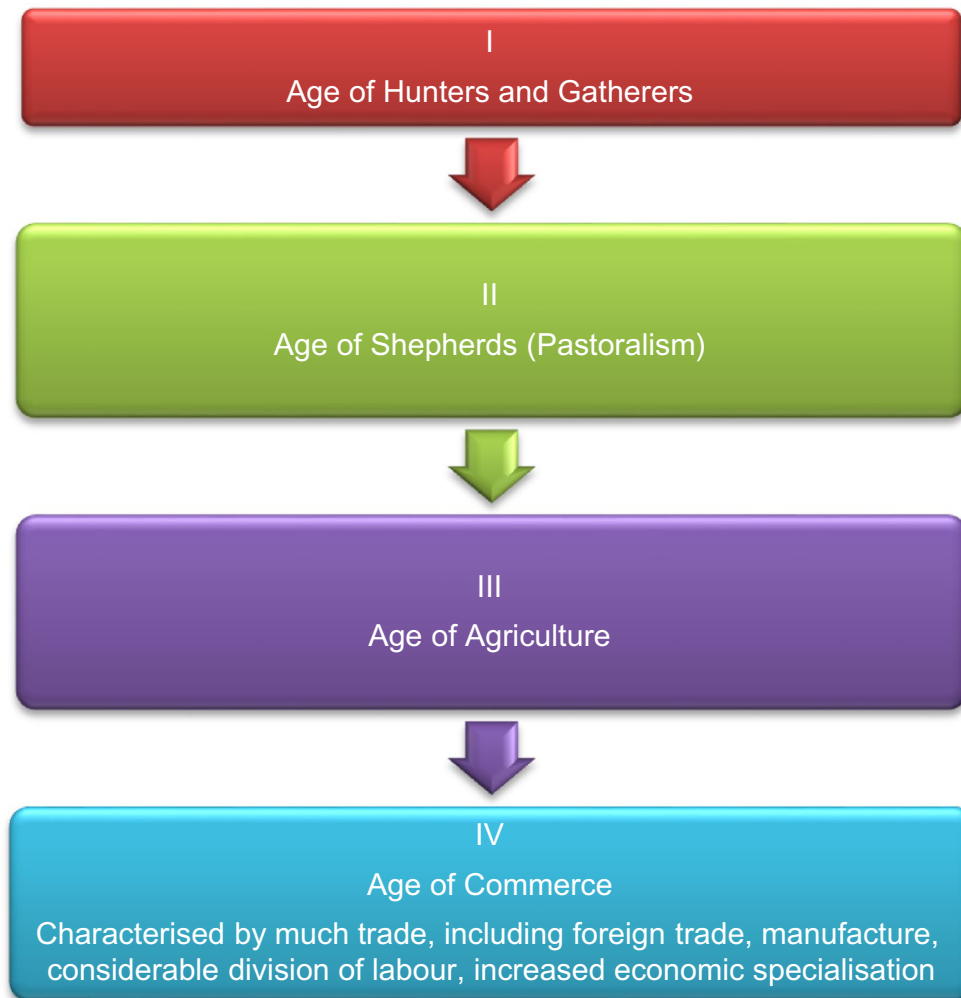 I
Age of Hunters and Gatherers
II
Age of Shepherds (Pastoralism)
III
Age of Agriculture
IV
Age of Commerce
Characterised by much trade, including foreign trade, manufacture,
considerable division of labour, increased economic specialisation